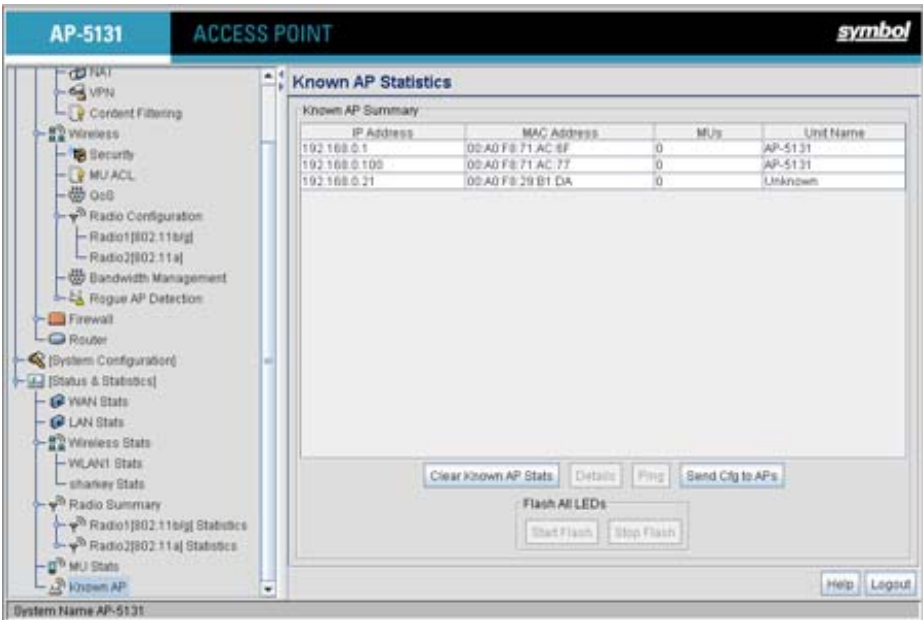 AP-5131
ACCESS POINT
symbol
NAT
VPN
Content Filtering
Wireless
Security
MU ACL
QoS
Radio Configuration
Radio1[802.11b/g]
Radio2[802.11a]
Bandwidth Management
Rogue AP Detection
Firewall
Router
[System Configuration]
[Status & Statistics]
WAN Stats
LAN Stats
Wireless Stats
WLAN1 Stats
sharkey Stats
Radio Summary
Radio1[802.11b/g] Statistics
Radio2[802.11a] Statistics
MU Stats
Known AP
Known AP Statistics
Known AP Summary
IP Address MAC Address MUs Unit Name
192.168.0.1 00:A0:F8:71:AC:6F 0 AP-5131
192.168.0.100 00:A0:F8:71:AC:77 0 AP-5131
192.168.0.21 00:A0:F8:29:B1:DA 0 Unknown
Clear Known AP Stats Details Ping Send Cfg to APs
Flash All LEDs
Start Flash Stop Flash
Help Logout
System Name AP-5131